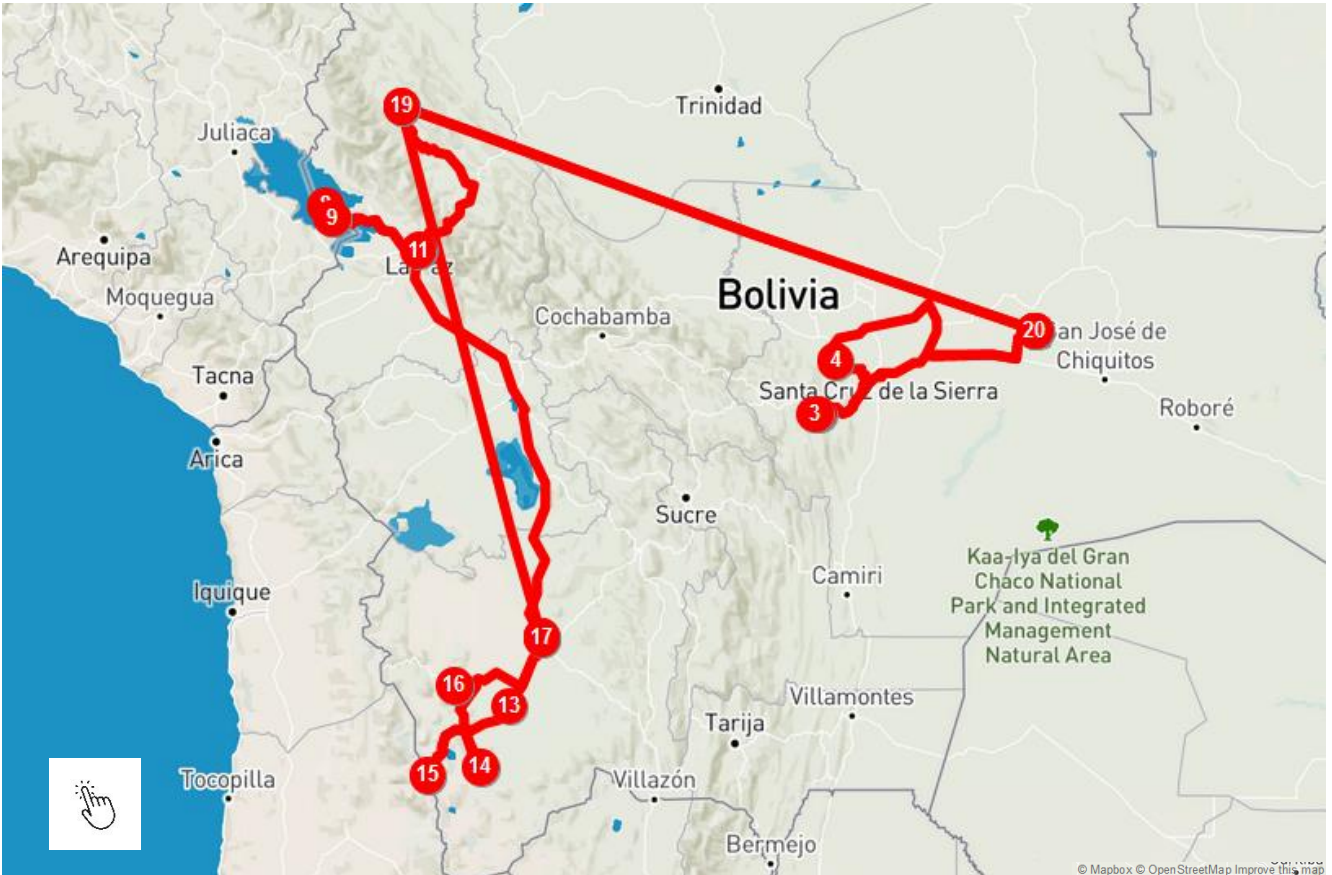 19
Trinidad
Juliaca
9
Arequipa
11
La Paz
Moquegua
Bolivia
Cochabamba
20
an José de
Chiquitos
4
Tacna
Santa Cruz de la Sierra
3
Roboré
Arica
Sucre
Kaa-Iya del Gran
Chaco National
Park and Integrated
Management
Natural Area
Camiri
Iquique
17
16
13
Villamontes
Tarija
15
14
Tocopilla
Villazón
Bermejo
© Mapbox © OpenStreetMap Improve this map